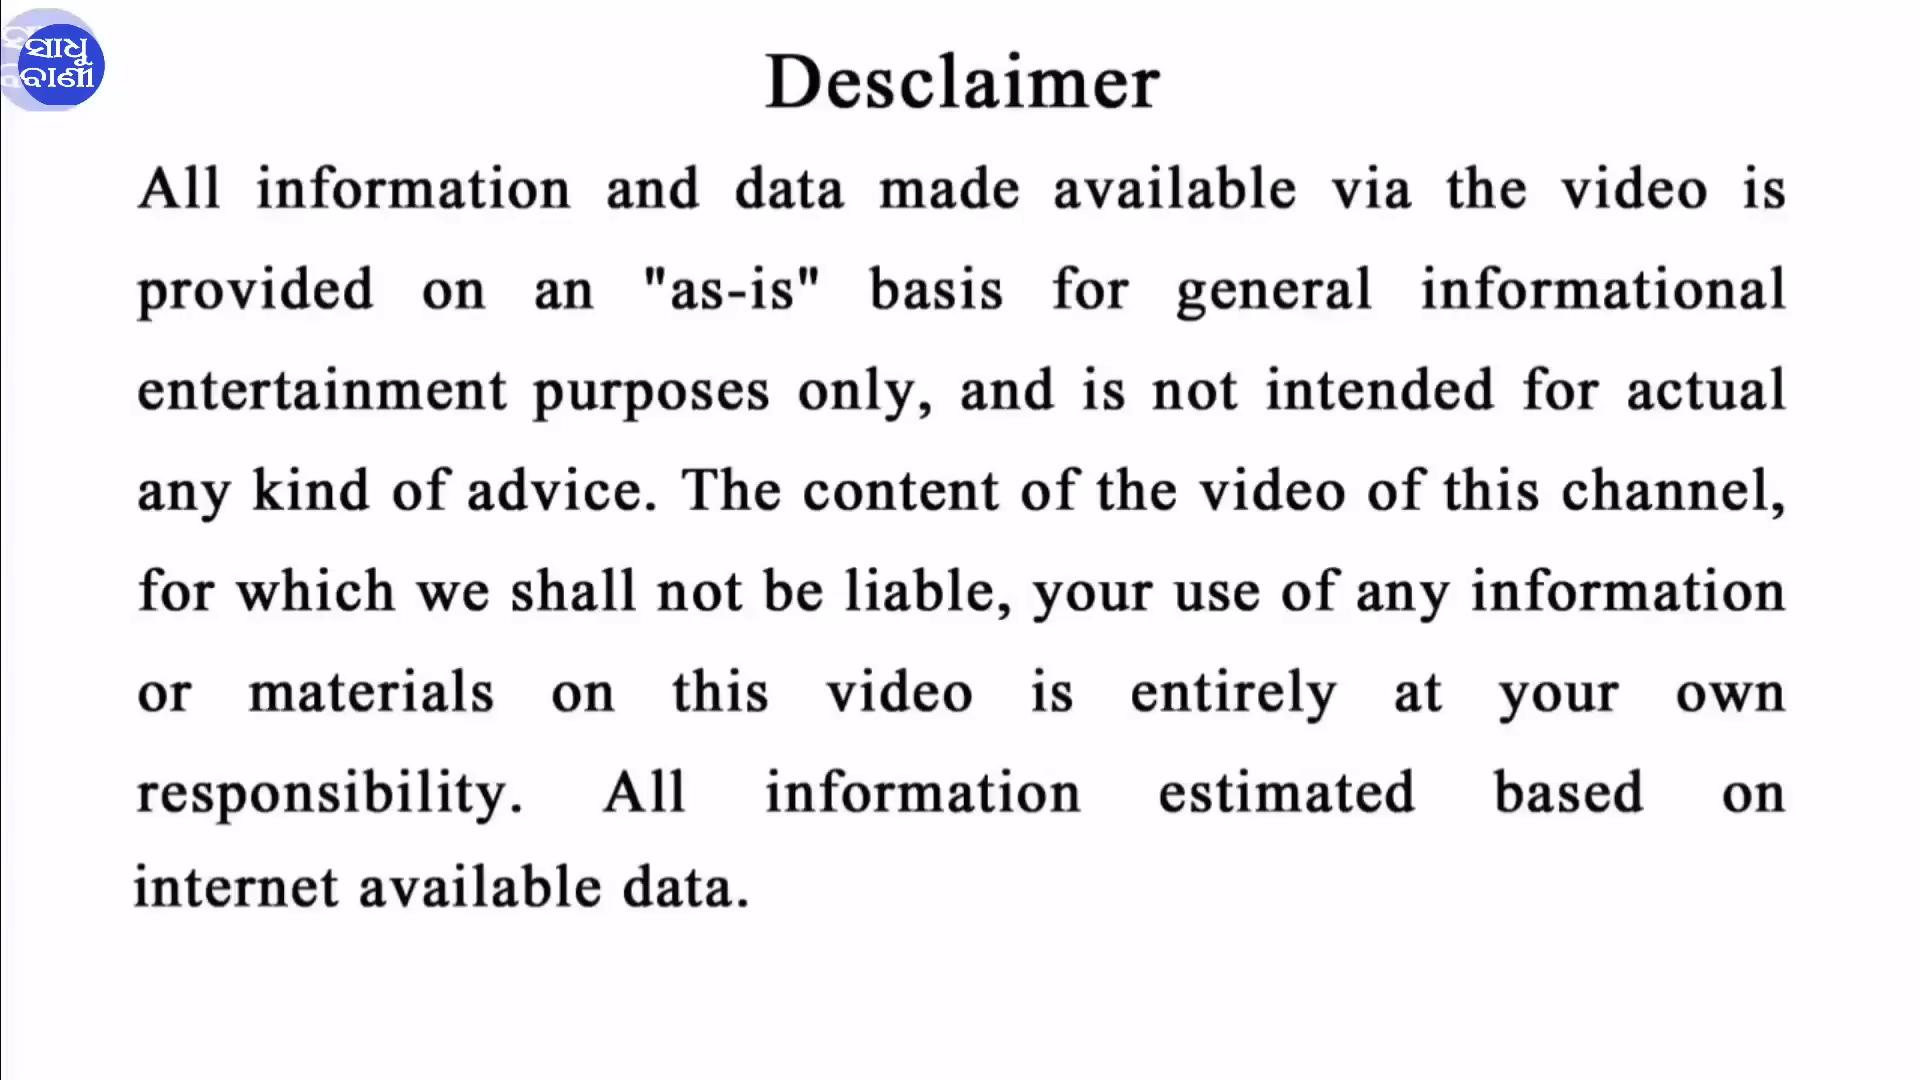 ସାଧୁ
ବାଣୀ
Desclaimer
All information and data made available via the video is
provided on an "as-is" basis for general informational
entertainment purposes only, and is not intended for actual
any kind of advice. The content of the video of this channel,
for which we shall not be liable, your use of any information
or materials on this video is entirely at your own
responsibility. All information estimated based on
internet available data.